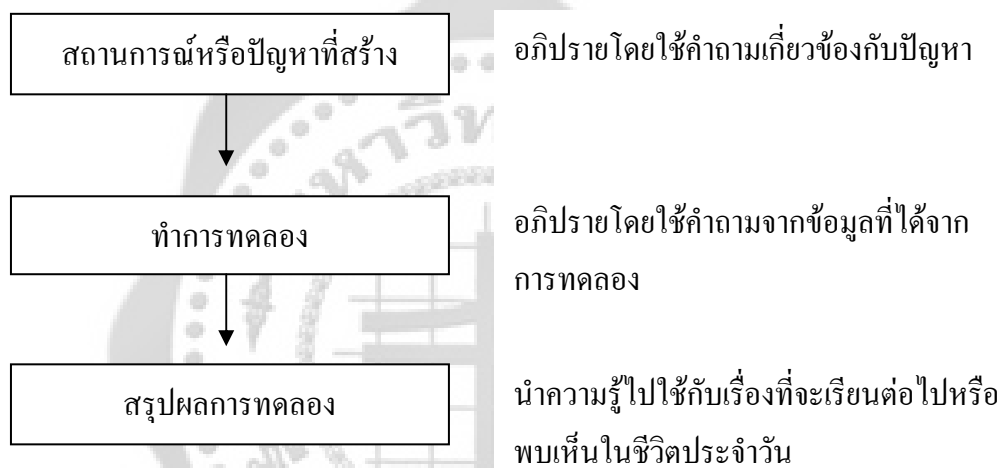 สถานการณ์หรือปัญหาที่สร้าง
อภิปรายโดยใช้คำถามเกี่ยวข้องกับปัญหา
ทำการทดลอง
อภิปรายโดยใช้คำถามจากข้อมูลที่ได้จาก
การทดลอง
สรุปผลการทดลอง
นำความรู้ไปใช้กับเรื่องที่จะเรียนต่อไปหรือ
พบเห็นในชีวิตประจำวัน